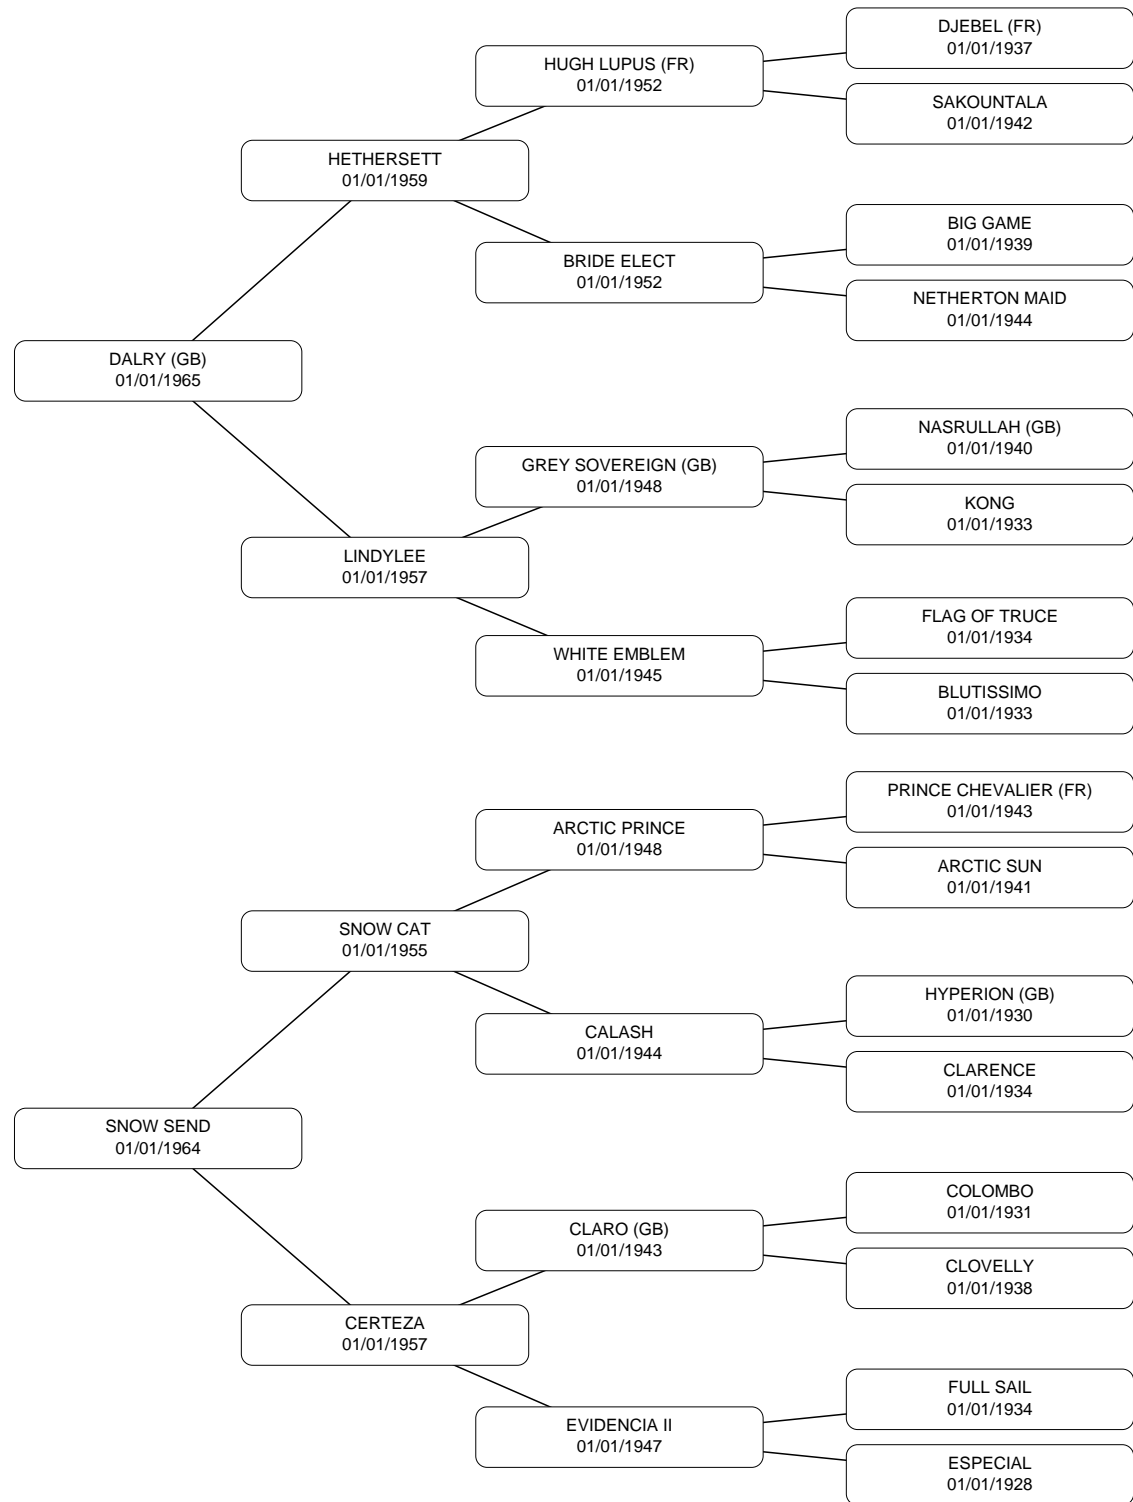 DJEBEL (FR)
01/01/1937
HUGH LUPUS (FR)
01/01/1952
SAKOUNTALA
01/01/1942
HETHERSETT
01/01/1959
BIG GAME
01/01/1939
BRIDE ELECT
01/01/1952
NETHERTON MAID
01/01/1944
DALRY (GB)
01/01/1965
NASRULLAH (GB)
01/01/1940
GREY SOVEREIGN (GB)
01/01/1948
KONG
01/01/1933
LINDYLEE
01/01/1957
FLAG OF TRUCE
01/01/1934
WHITE EMBLEM
01/01/1945
BLUTISSIMO
01/01/1933
PRINCE CHEVALIER (FR)
01/01/1943
ARCTIC PRINCE
01/01/1948
ARCTIC SUN
01/01/1941
SNOW CAT
01/01/1955
HYPERION (GB)
01/01/1930
CALASH
01/01/1944
CLARENCE
01/01/1934
SNOW SEND
01/01/1964
COLOMBO
01/01/1931
CLARO (GB)
01/01/1943
CLOVELLY
01/01/1938
CERTEZA
01/01/1957
FULL SAIL
01/01/1934
EVIDENCIA II
01/01/1947
ESPECIAL
01/01/1928